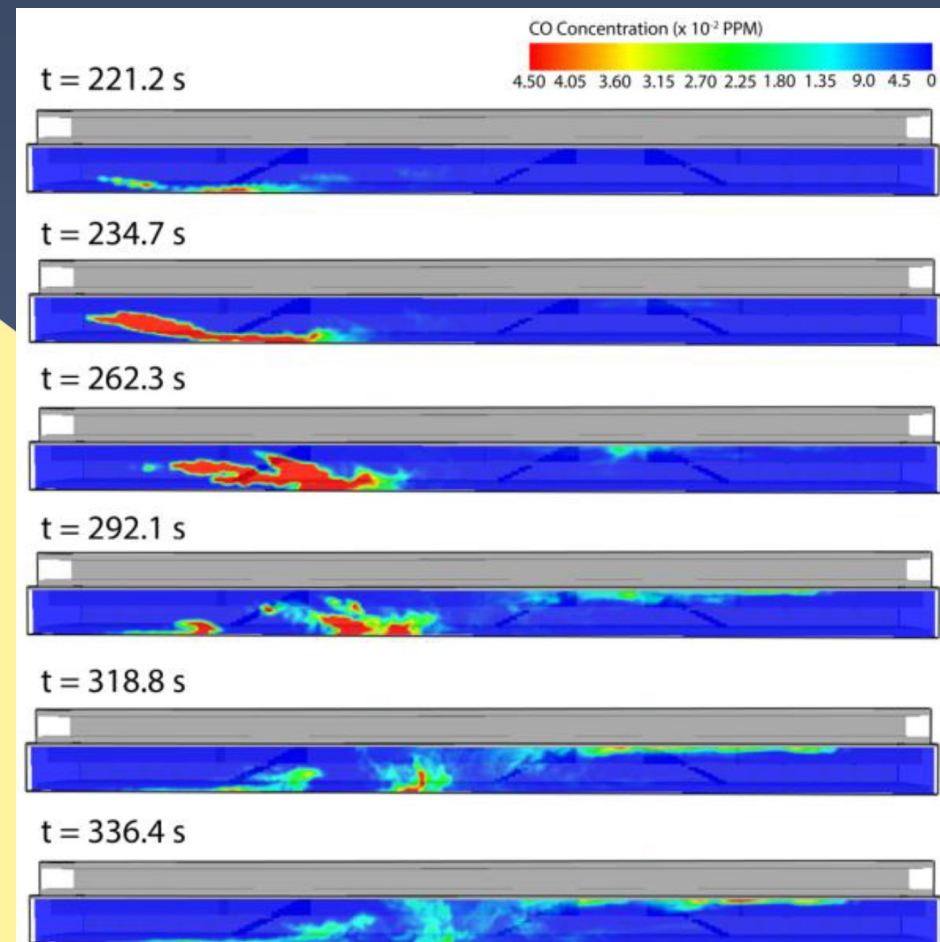 CO Concentration (x 10⁻² PPM)
4.50 4.05 3.60 3.15 2.70 2.25 1.80 1.35 9.0 4.5 0
t = 221.2 s
t = 234.7 s
t = 262.3 s
t = 292.1 s
t = 318.8 s
t = 336.4 s